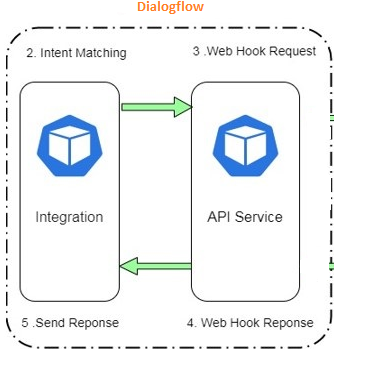 Dialogflow
2. Intent Matching
3 .Web Hook Request
Integration
API Service
5 .Send Reponse
4. Web Hook Reponse